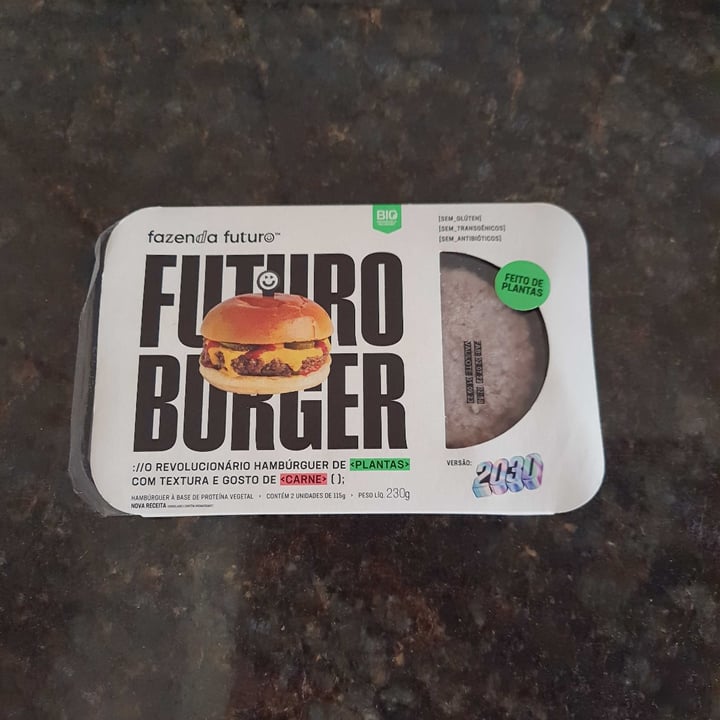 fazenda futuro™
BIO
[SEM_GLÚTEN]
[SEM_TRANSGÊNICOS]
[SEM_ANTIBIÓTICOS]
FUTURO
BURGER
FEITO DE
PLANTAS
://O REVOLUCIONÁRIO HAMBÚRGUER DE <PLANTAS>
COM TEXTURA E GOSTO DE <CARNE> ();
HAMBÚRGUER À BASE DE PROTEÍNA VEGETAL • CONTÉM 2 UNIDADES DE 115g • PESO LÍQ. 230g
NOVA RECEITA
VERSÃO:
2030